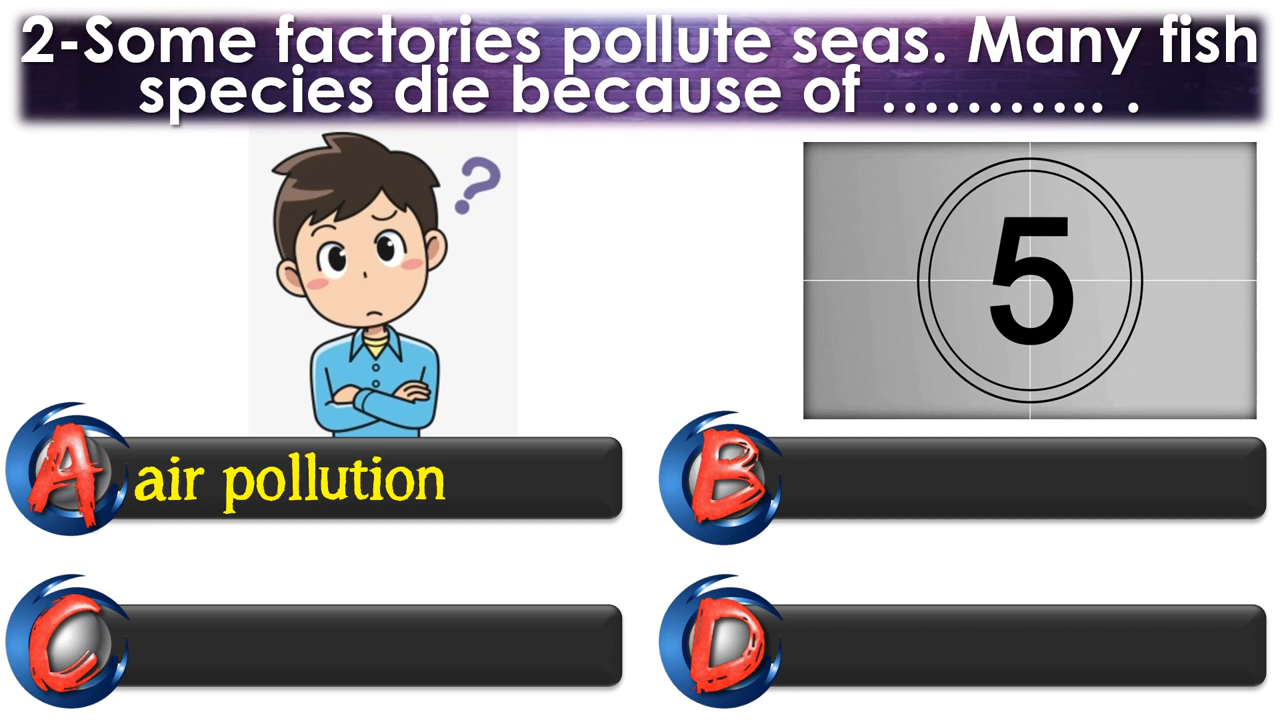 2-Some factories pollute seas. Many fish
species die because of ……….. .
?
5
A air pollution
B
C
D